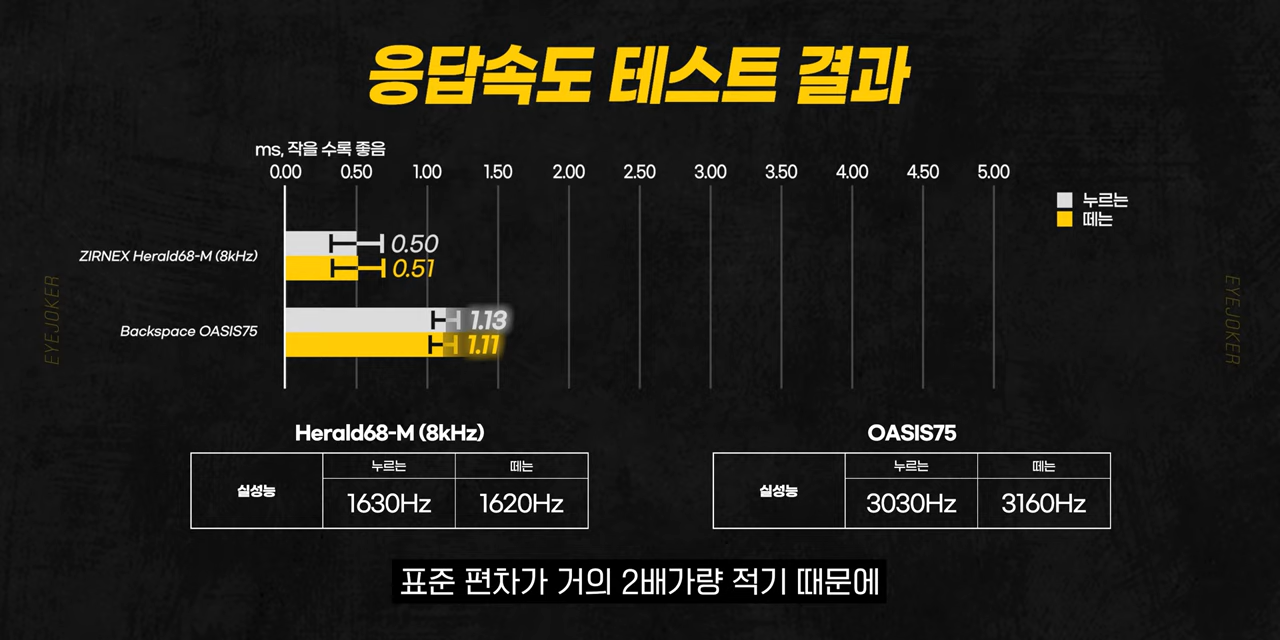 응답속도 테스트 결과
ms, 작을 수록 좋음
0.00 0.50 1.00 1.50 2.00 2.50 3.00 3.50 4.00 4.50 5.00
누르는
떼는
ZIRNEX Herald68-M (8kHz)
0.50
0.51
Backspace OASIS75
1.13
1.11
EYEJOKER
EYEJOKER
Herald68-M (8kHz)
누르는 떼는
실성능 1630Hz 1620Hz
OASIS75
누르는 떼는
실성능 3030Hz 3160Hz
표준 편차가 거의 2배가량 적기 때문에